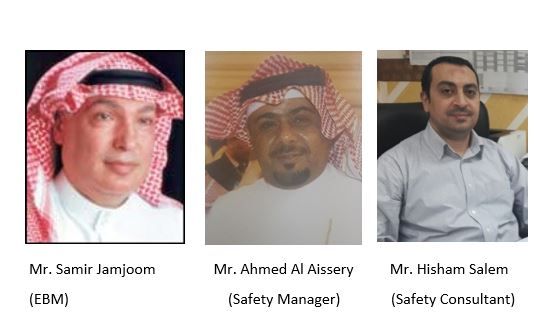 Mr. Samir Jamjoom
(EBM)
Mr. Ahmed Al Aissery
(Safety Manager)
Mr. Hisham Salem
(Safety Consultant)